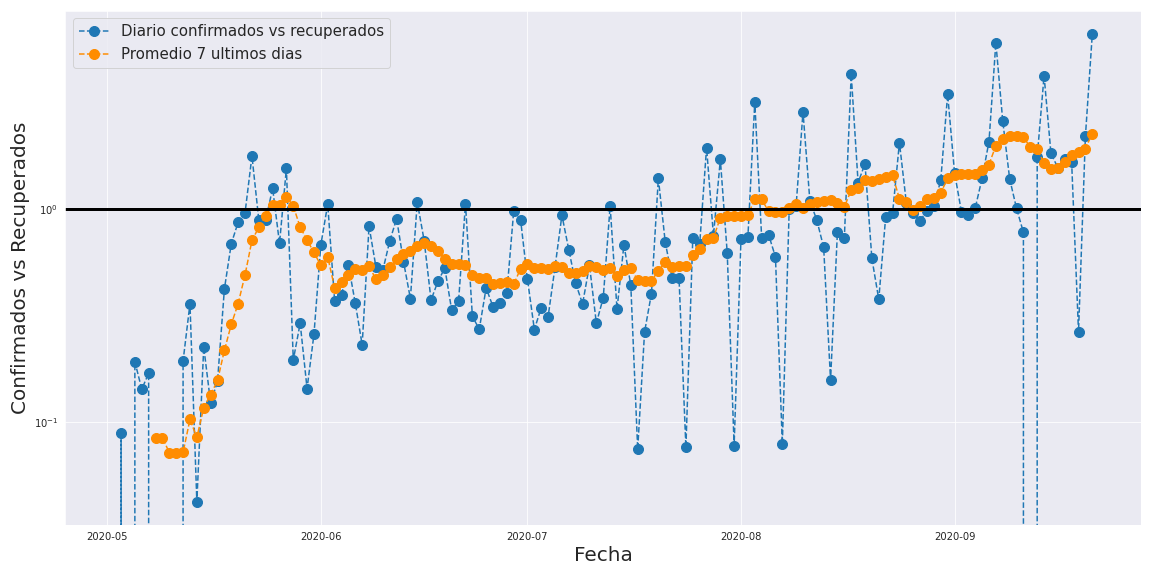 Diario confirmados vs recuperados
Promedio 7 ultimos dias
Confirmados vs Recuperados
10⁰
10⁻¹
2020-05
2020-06
2020-07
2020-08
2020-09
Fecha